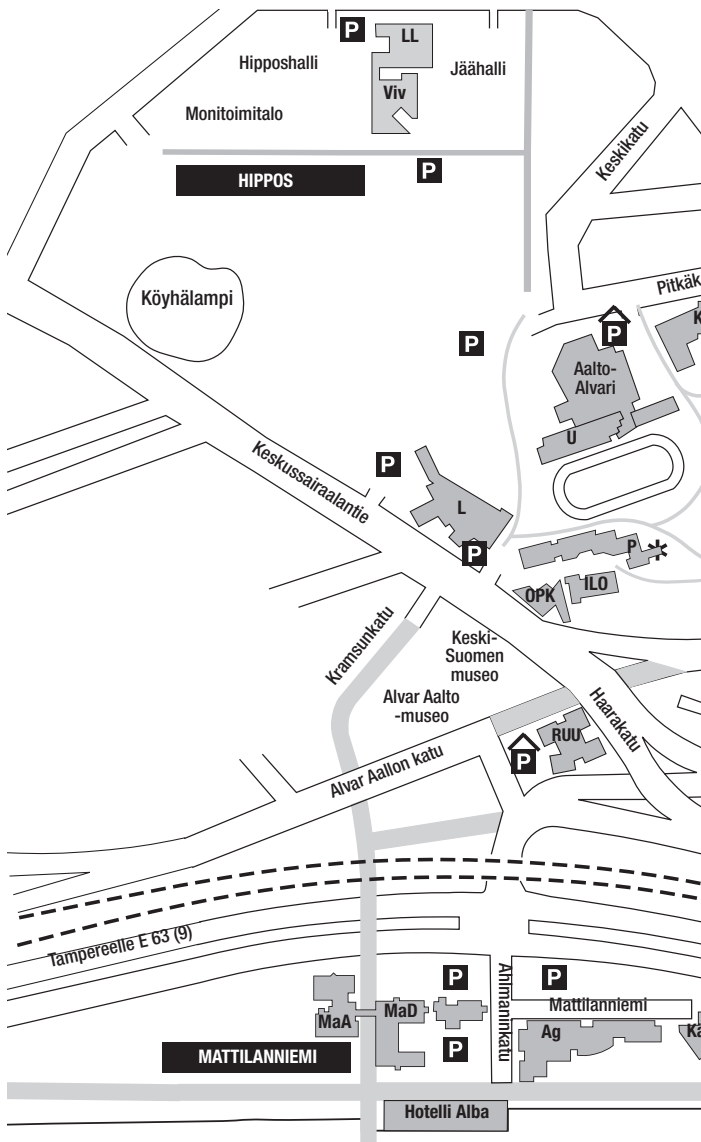 P
LL
Hipposhalli
Jäähalli
Viv
Monitoimitalo
Keskikatu
P
HIPPOS
Pitkäk
Köyhälampi
P
P
K
Aalto-
Alvari
U
P
Keskussairaalantie
L
P
P
OPK
ILO
Kramsunkatu
Keski-
Suomen
museo
Alvar Aalto
-museo
Haarakatu
RUU
P
Alvar Aallon katu
Tampereelle E 63 (9)
P
P
Ahlmaninkatu
Mattilanniemi
MaA
MaD
Ag
Kä
P
MATTILANNIEMI
Hotelli Alba